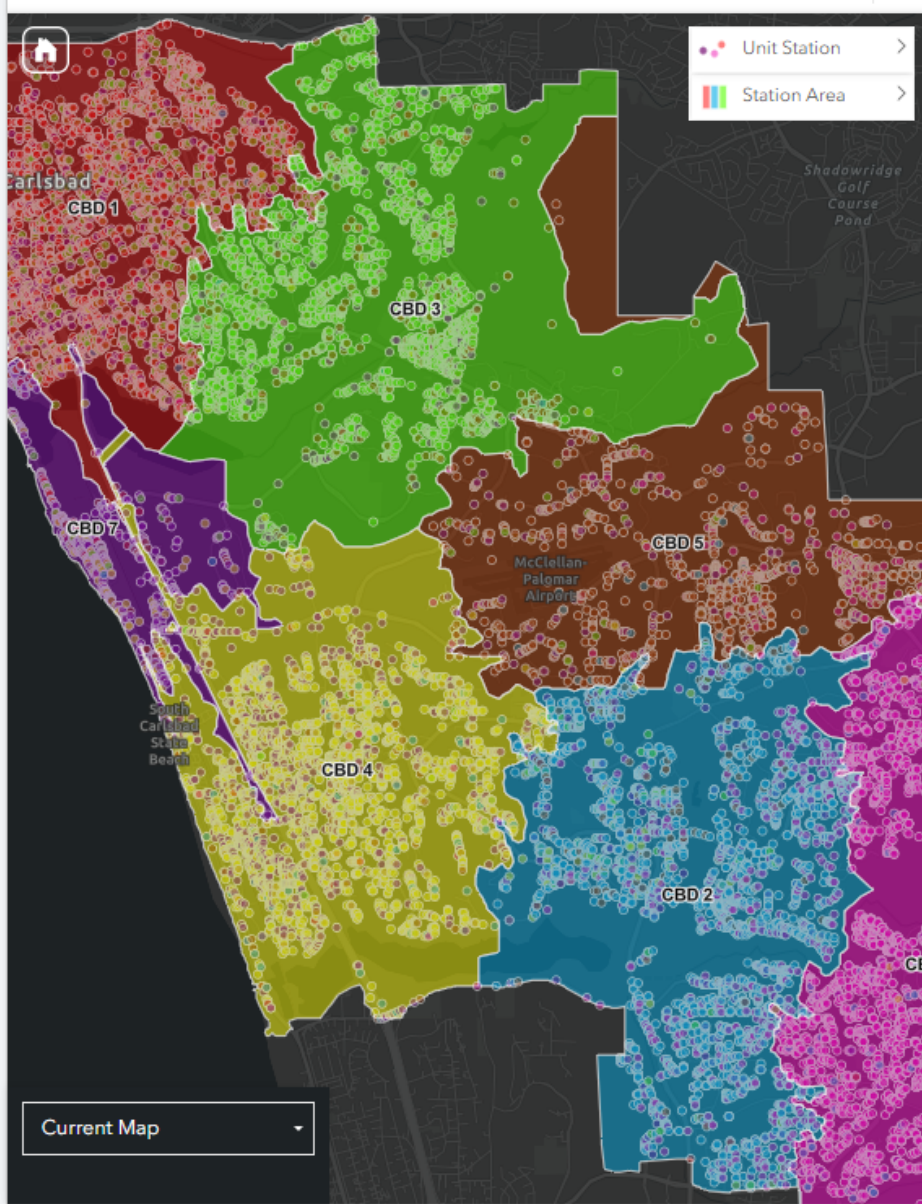 Unit Station
Station Area
Shadowridge
Golf
Course
Pond
Carlsbad
CBD 1
CBD 3
CBD 7
CBD 5
McClellan-
Palomar
Airport
South
Carlsbad
State
Beach
CBD 4
CBD 2
CB
Current Map